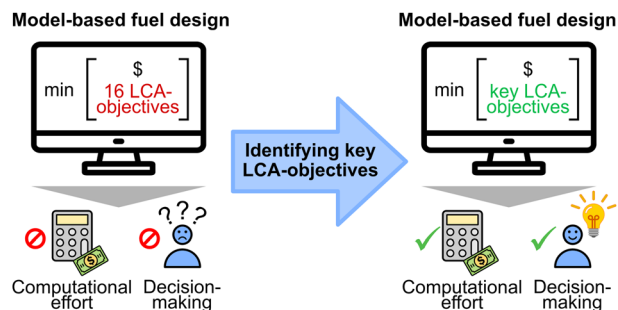 Model-based fuel design
min
$
16 LCA-
objectives
Computational
effort
? ? ?
Decision-
making
Identifying key
LCA-objectives
Model-based fuel design
min
$
key LCA-
objectives
Computational
effort
Decision-
making